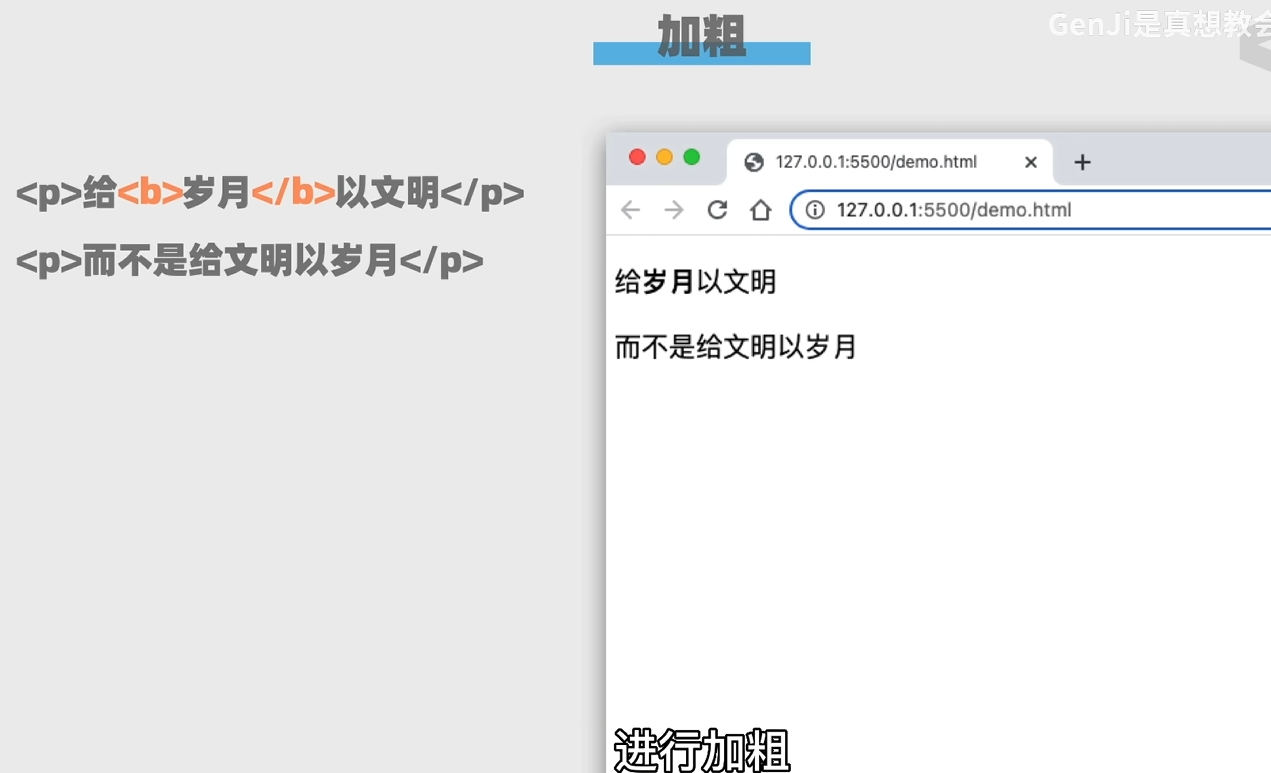 加粗
GenJi是真想教会
<p>给<b>岁月</b>以文明</p>
<p>而不是给文明以岁月</p>
127.0.0.1:5500/demo.html
127.0.0.1:5500/demo.html
给岁月以文明
而不是给文明以岁月
进行加粗